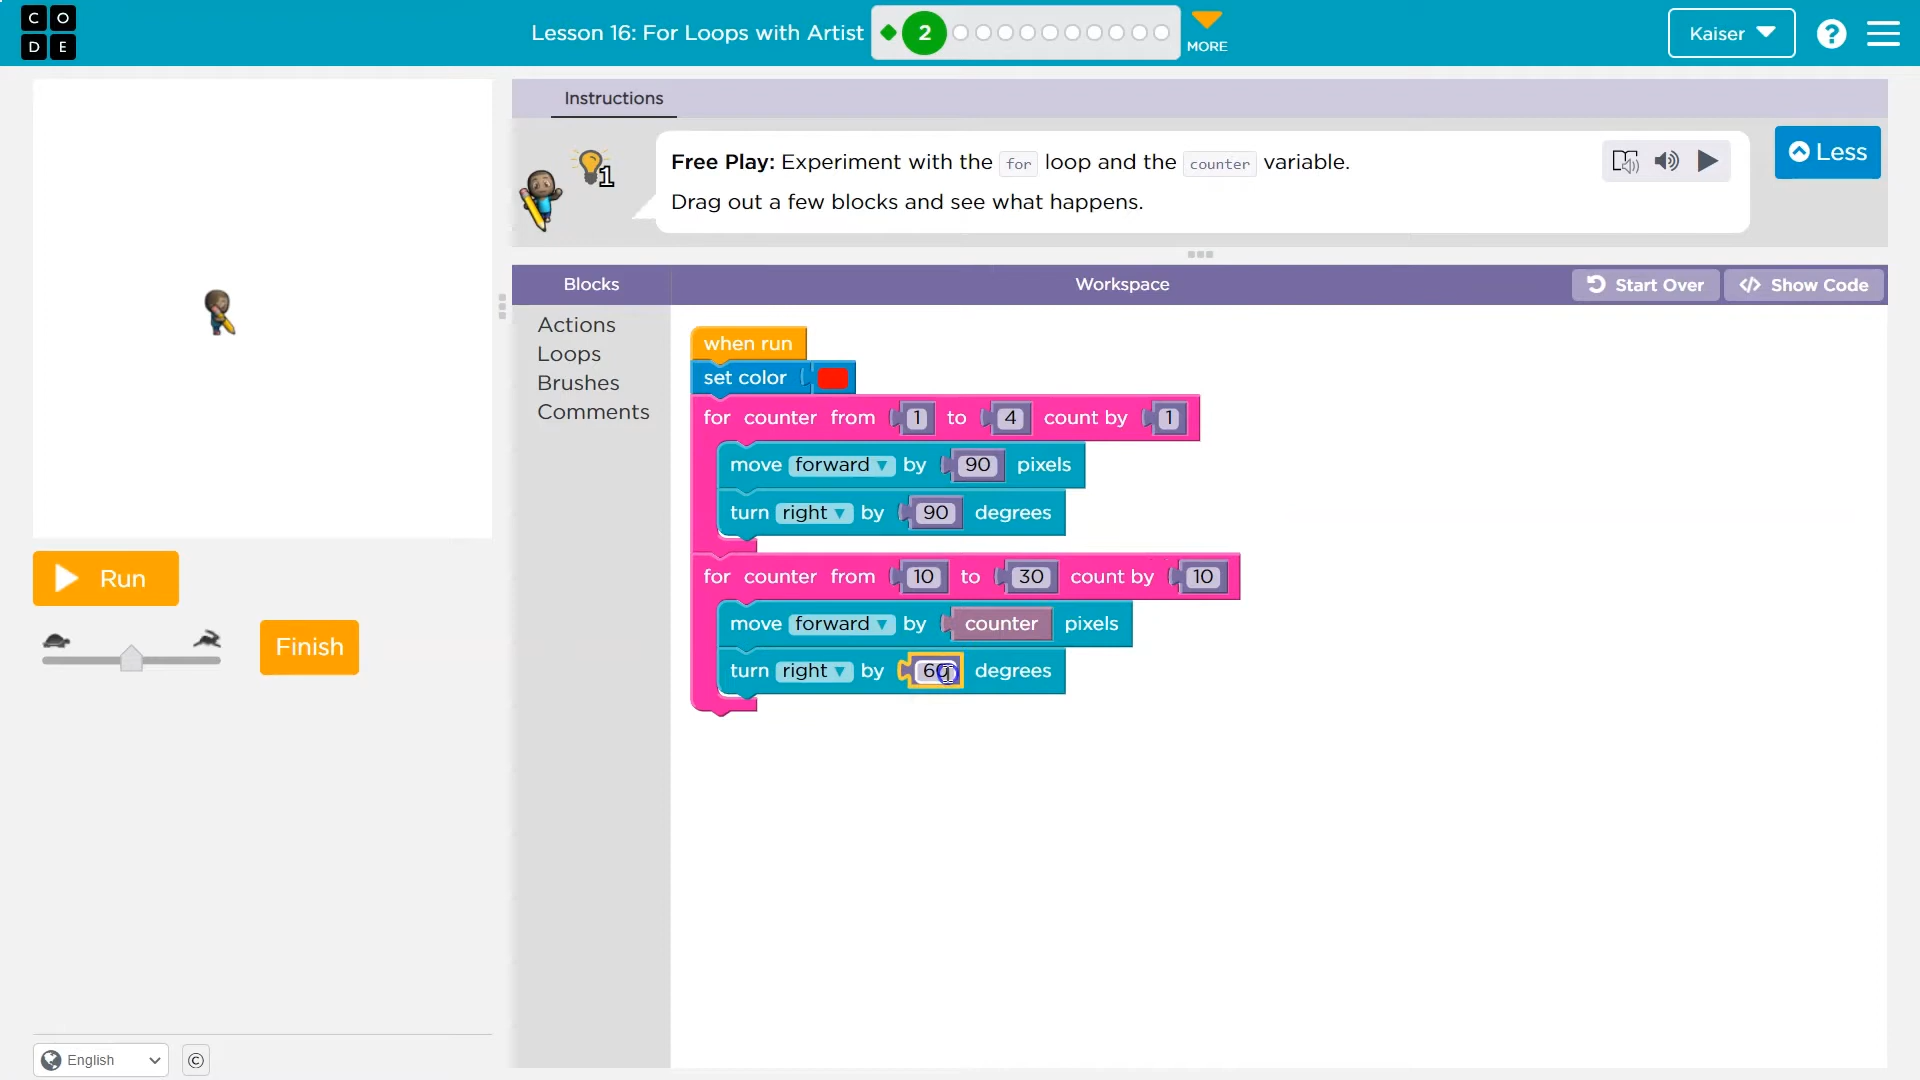 C O
D E
Lesson 16: For Loops with Artist
2
MORE
Kaiser
?
Instructions
1
Free Play: Experiment with the for loop and the counter variable.
Drag out a few blocks and see what happens.
Less
Blocks
Workspace
Start Over
Show Code
Actions
Loops
Brushes
Comments
when run
set color
for counter from 1 to 4 count by 1
move forward by 90 pixels
turn right by 90 degrees
for counter from 10 to 30 count by 10
move forward by counter pixels
turn right by 60 degrees
Run
Finish
English
©